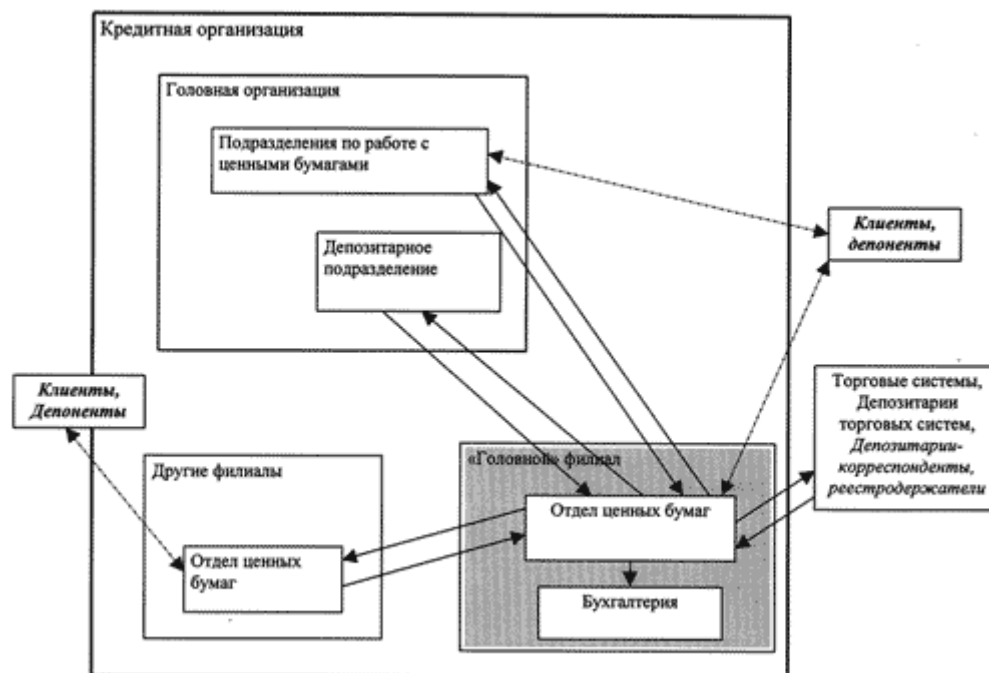 Кредитная организация
Головная организация
Подразделения по работе с
ценными бумагами
Депозитарное
подразделение
Клиенты,
депоненты
Клиенты,
Депоненты
Торговые системы,
Депозитарии
торговых систем,
Депозитарии-
корреспонденты,
реестродержатели
Другие филиалы
Отдел ценных
бумаг
«Головной» филиал
Отдел ценных бумаг
Бухгалтерия